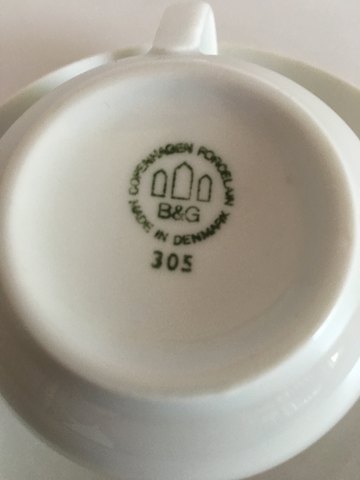 COPENHAGEN PORCELAIN
B&G
MADE IN DENMARK
305